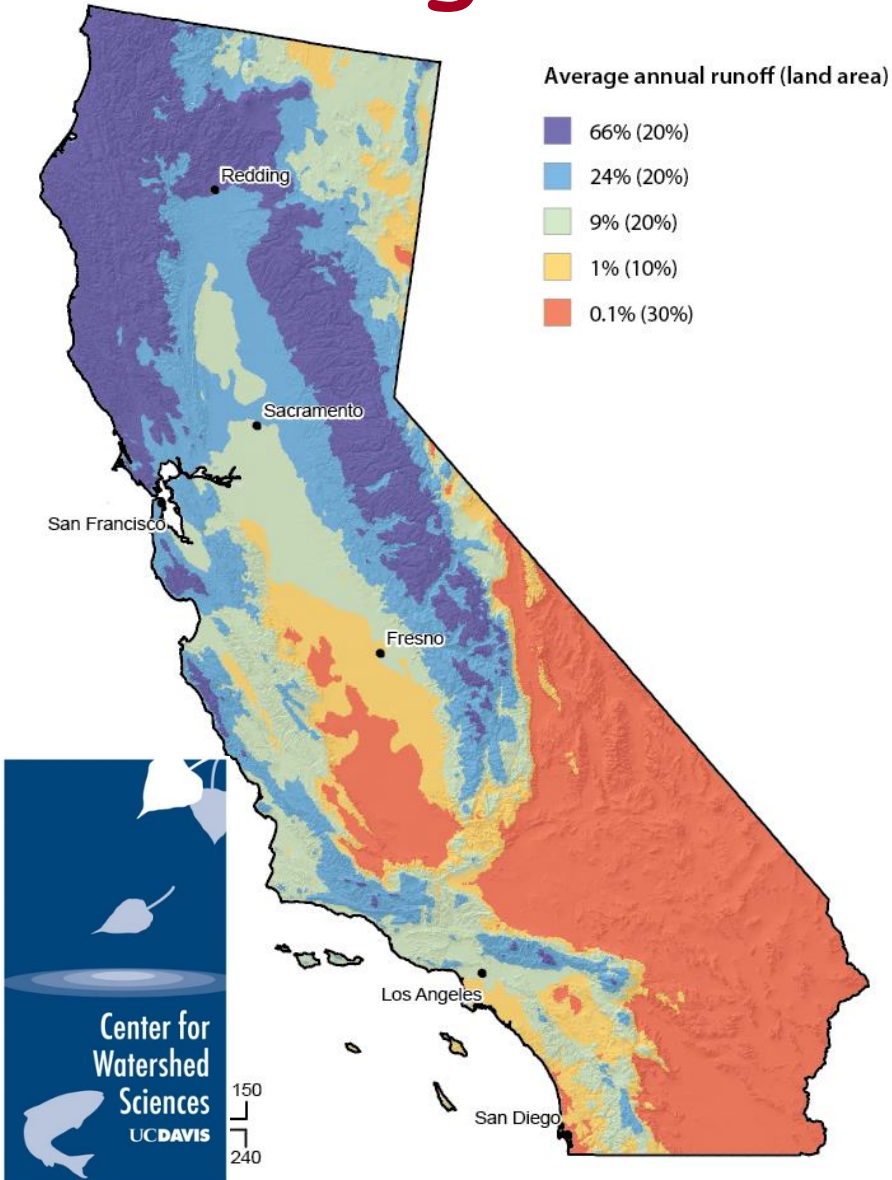 Average annual runoff (land area)
66% (20%)
24% (20%)
9% (20%)
1% (10%)
0.1% (30%)
Redding
Sacramento
San Francisco
Fresno
Los Angeles
San Diego
Center for
Watershed
Sciences
UCDAVIS
150
240